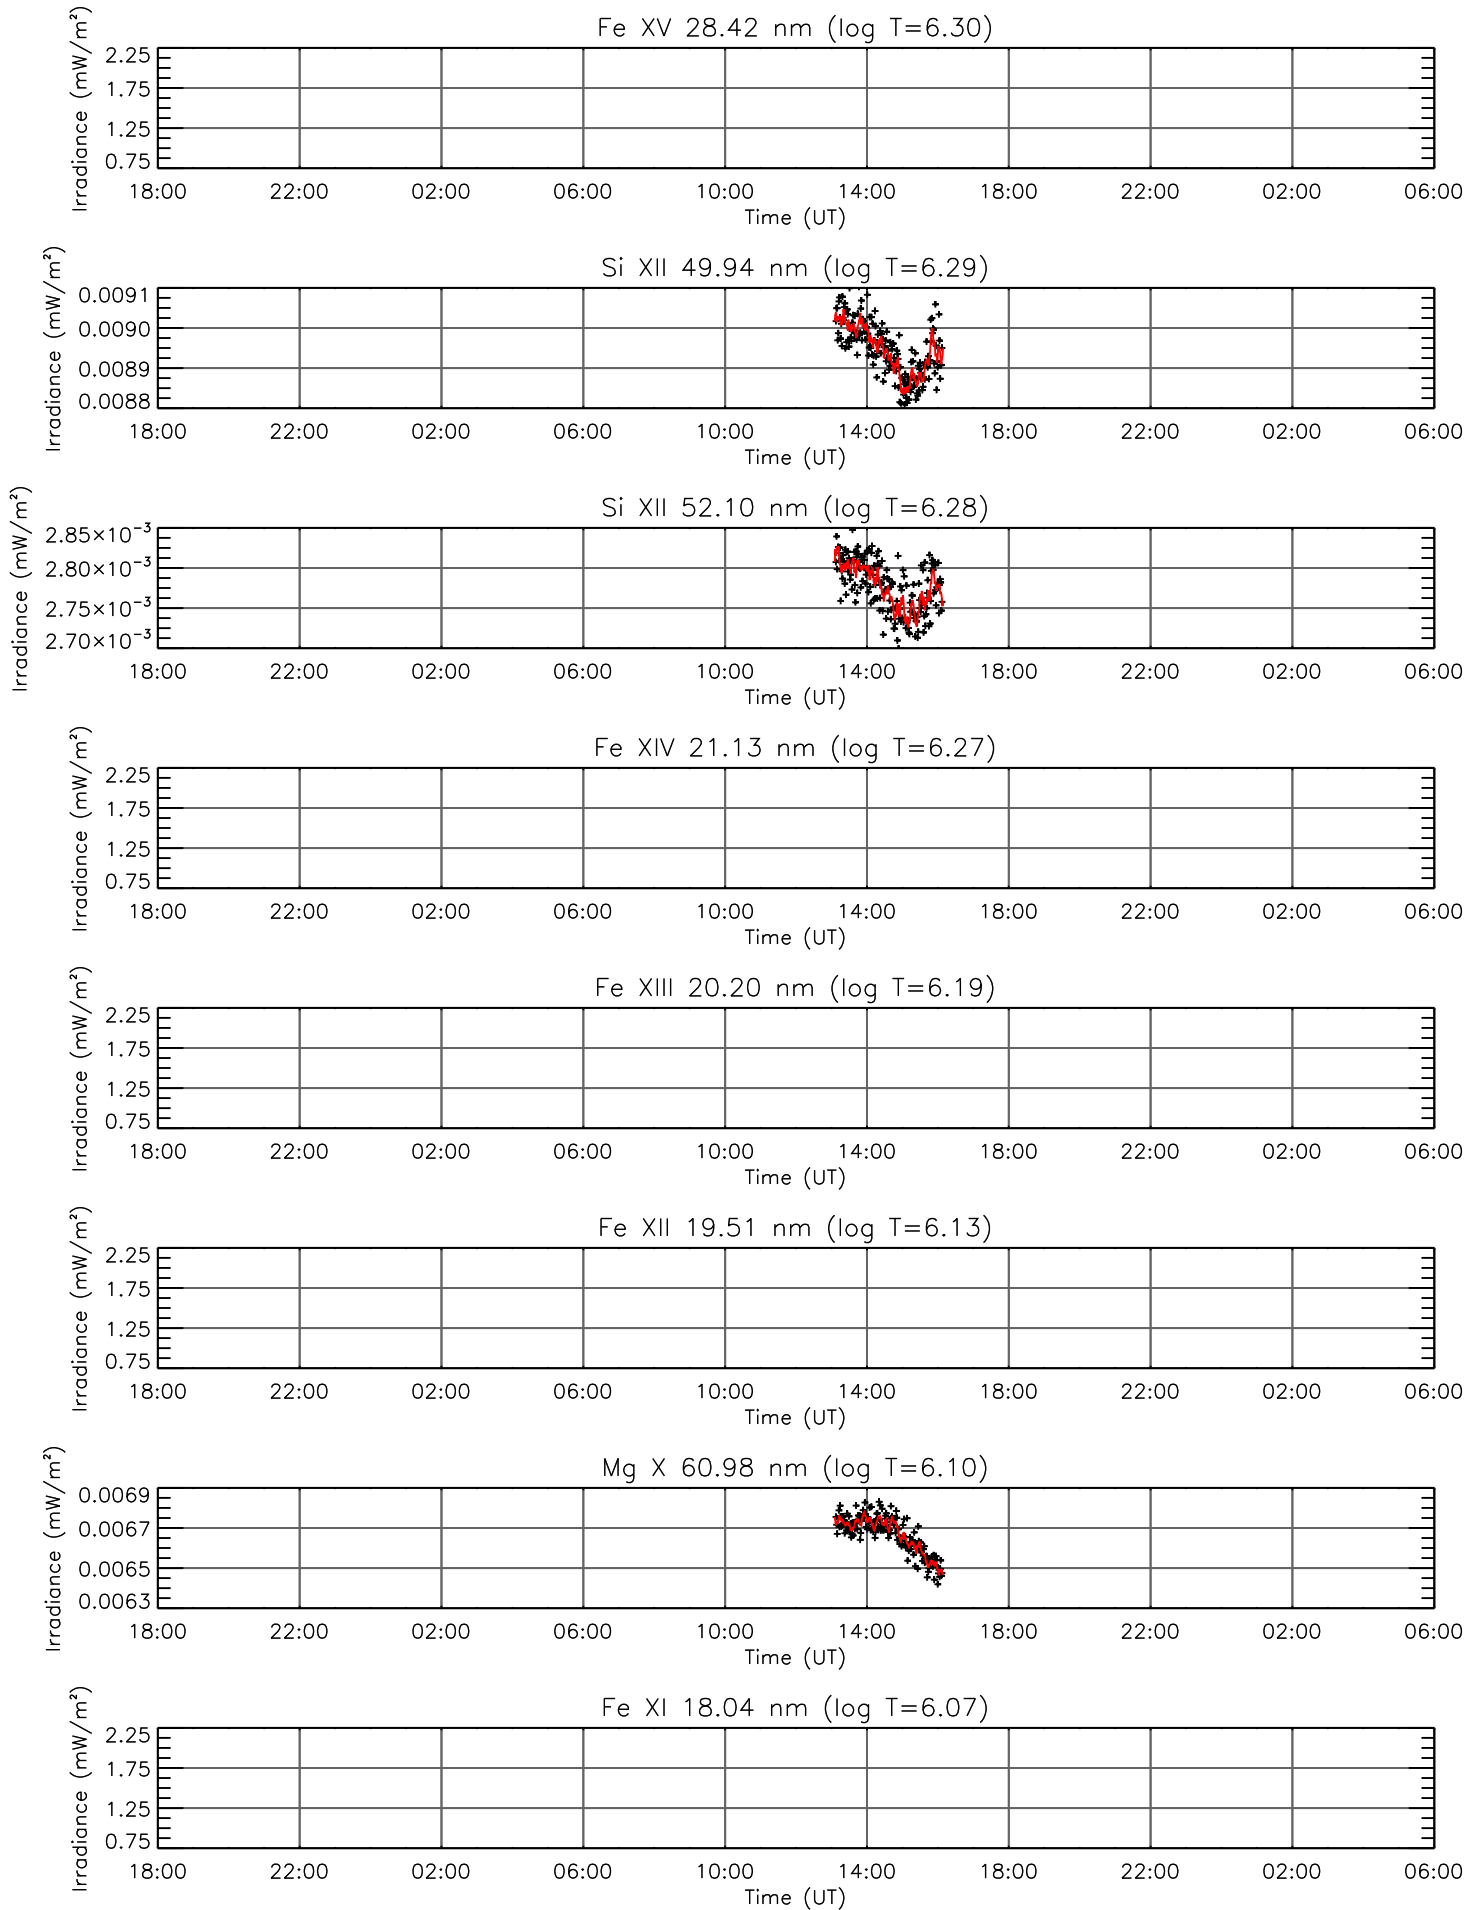 Fe XV 28.42 nm (log T=6.30)
Irradiance (mW/m²)
2.25
1.75
1.25
0.75
18:00 22:00 02:00 06:00 10:00 14:00 18:00 22:00 02:00 06:00
Time (UT)
Si XII 49.94 nm (log T=6.29)
Irradiance (mW/m²)
0.0091
0.0090
0.0089
0.0088
18:00 22:00 02:00 06:00 10:00 14:00 18:00 22:00 02:00 06:00
Time (UT)
Si XII 52.10 nm (log T=6.28)
Irradiance (mW/m²)
2.85×10⁻³
2.80×10⁻³
2.75×10⁻³
2.70×10⁻³
18:00 22:00 02:00 06:00 10:00 14:00 18:00 22:00 02:00 06:00
Time (UT)
Fe XIV 21.13 nm (log T=6.27)
Irradiance (mW/m²)
2.25
1.75
1.25
0.75
18:00 22:00 02:00 06:00 10:00 14:00 18:00 22:00 02:00 06:00
Time (UT)
Fe XIII 20.20 nm (log T=6.19)
Irradiance (mW/m²)
2.25
1.75
1.25
0.75
18:00 22:00 02:00 06:00 10:00 14:00 18:00 22:00 02:00 06:00
Time (UT)
Fe XII 19.51 nm (log T=6.13)
Irradiance (mW/m²)
2.25
1.75
1.25
0.75
18:00 22:00 02:00 06:00 10:00 14:00 18:00 22:00 02:00 06:00
Time (UT)
Mg X 60.98 nm (log T=6.10)
Irradiance (mW/m²)
0.0069
0.0067
0.0065
0.0063
18:00 22:00 02:00 06:00 10:00 14:00 18:00 22:00 02:00 06:00
Time (UT)
Fe XI 18.04 nm (log T=6.07)
Irradiance (mW/m²)
2.25
1.75
1.25
0.75
18:00 22:00 02:00 06:00 10:00 14:00 18:00 22:00 02:00 06:00
Time (UT)